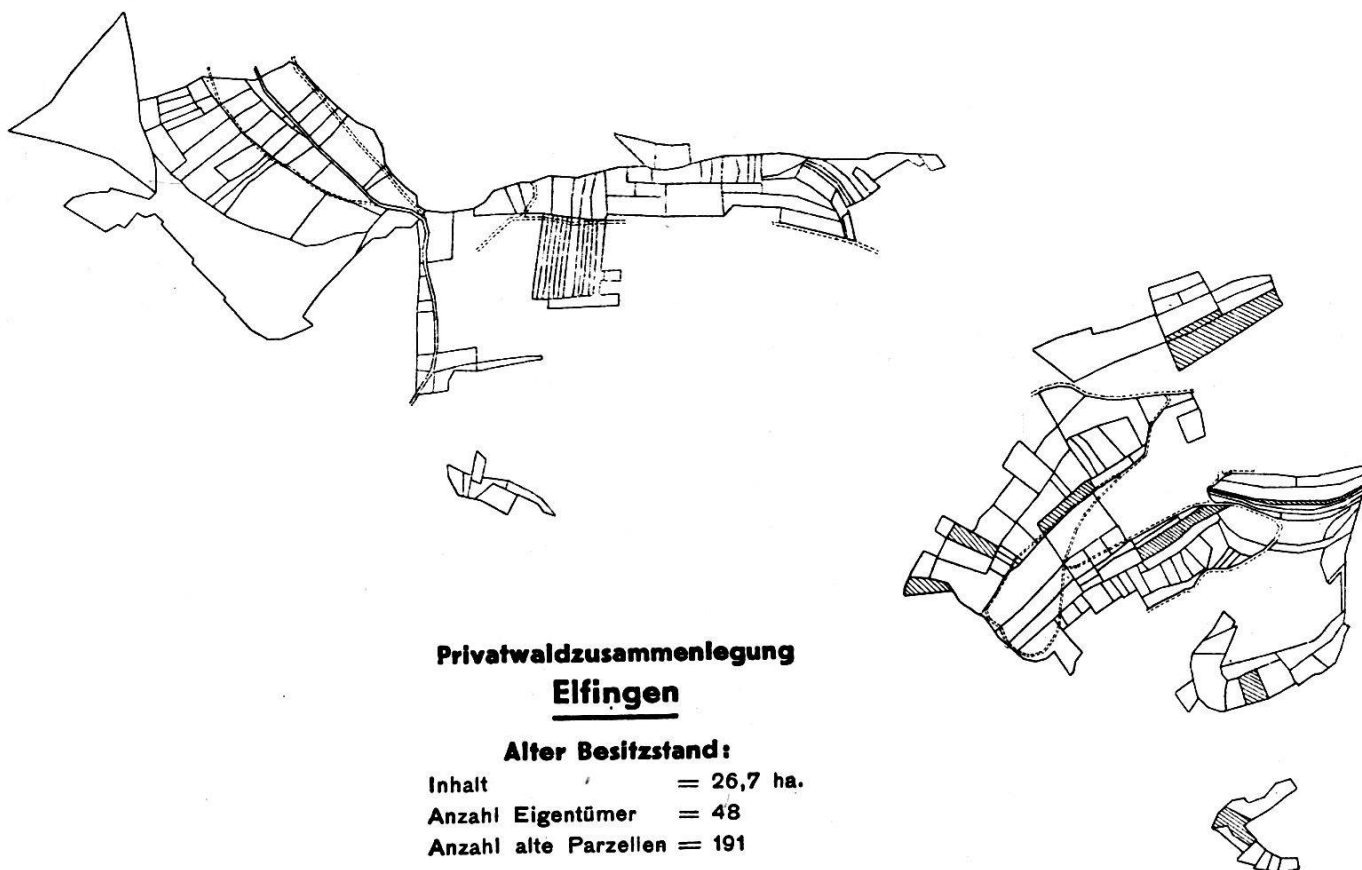 Privatwaldzusammenlegung
Elfingen
Alter Besitzstand:
Inhalt = 26,7 ha.
Anzahl Eigentümer = 48
Anzahl alte Parzellen = 191